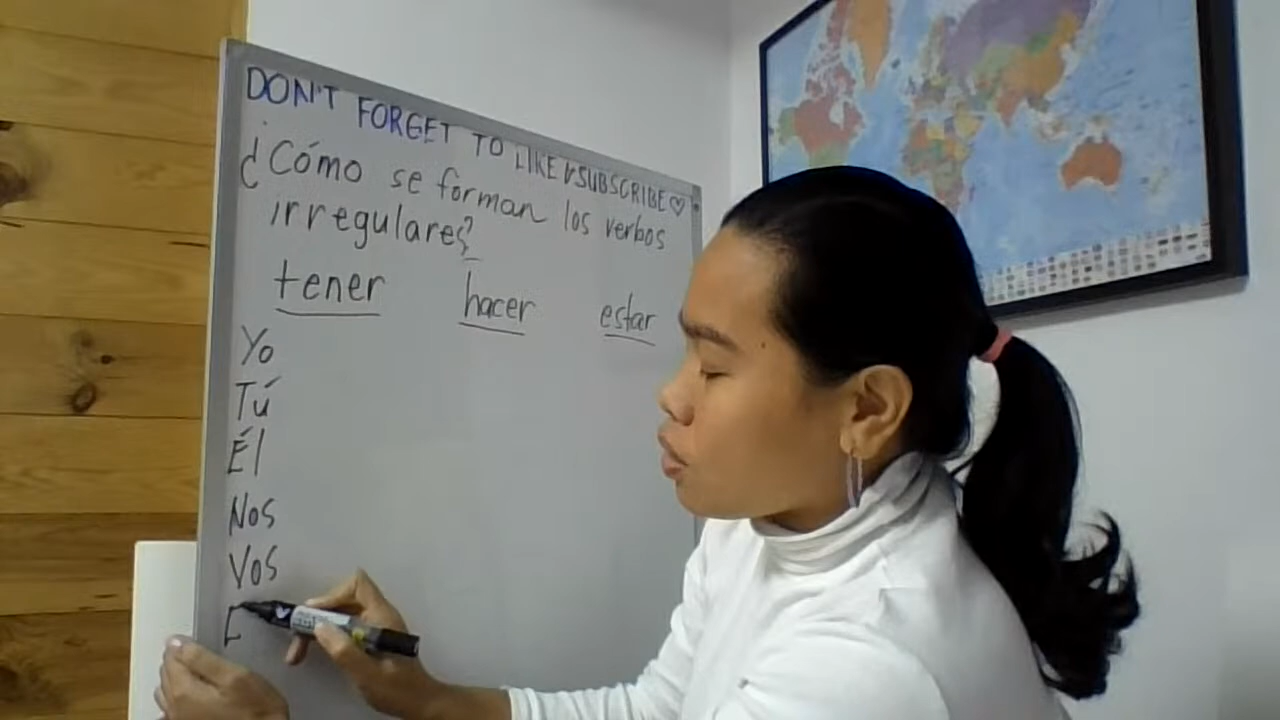 DON'T FORGET TO LIKE & SUBSCRIBE ♡
¿Cómo se forman los verbos
irregulares?
tener hacer estar
Yo
Tú
Él
Nos
Vos
E